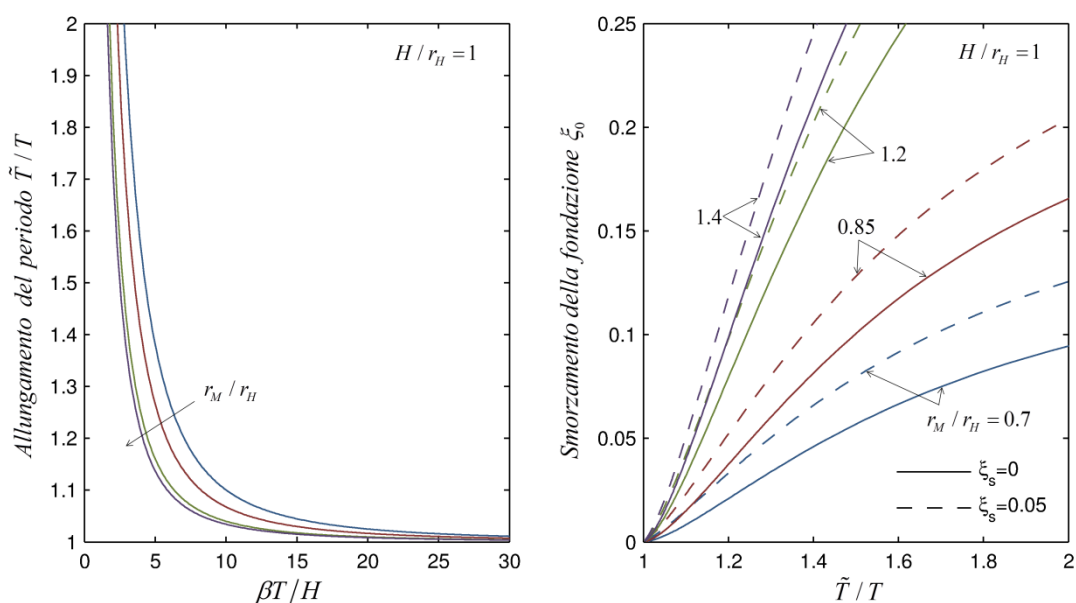 Allungamento del periodo T̃ / T
2
1.9
1.8
1.7
1.6
1.5
1.4
1.3
1.2
1.1
1
H / r_H = 1
r_M / r_H
0 5 10 15 20 25 30
βT/H
Smorzamento della fondazione ξ_0
0.25
0.2
0.15
0.1
0.05
0
H / r_H = 1
1.2
1.4
0.85
r_M / r_H = 0.7
ξ_s=0
ξ_s=0.05
1 1.2 1.4 1.6 1.8 2
T̃ / T